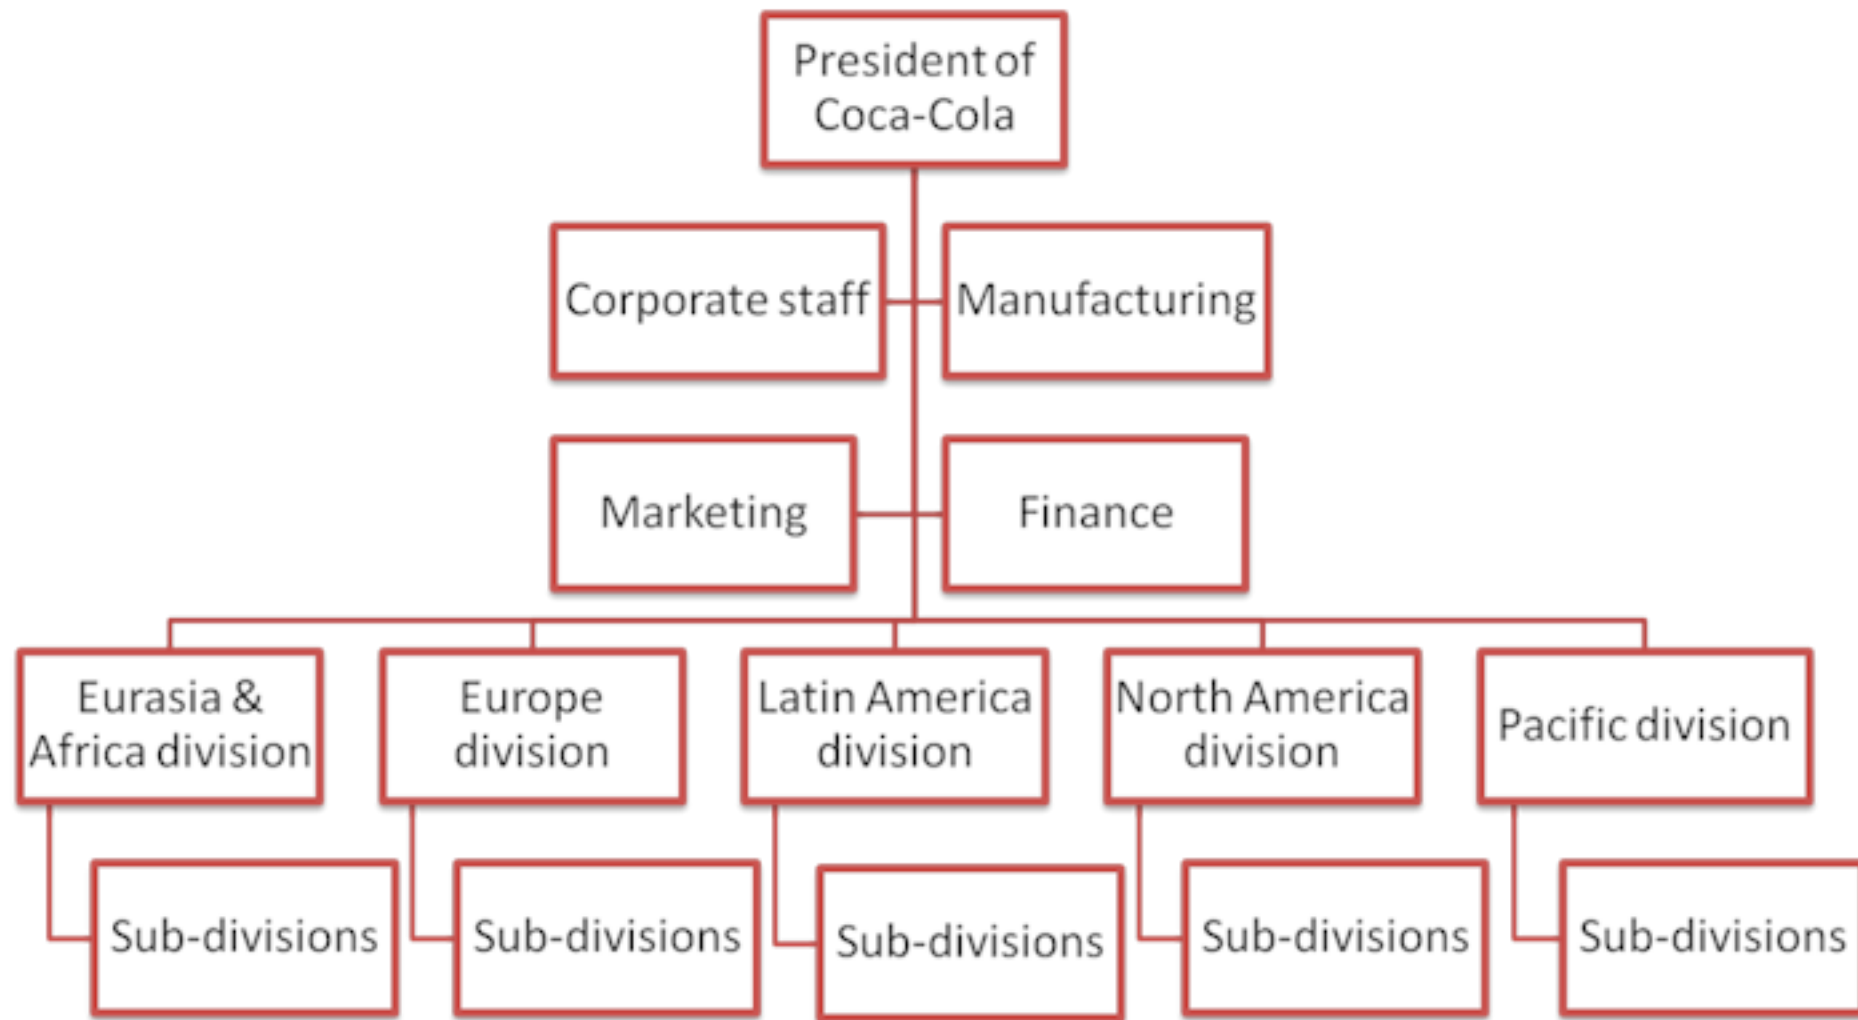 President of
Coca-Cola
Corporate staff
Manufacturing
Marketing
Finance
Eurasia &
Africa division
Europe
division
Latin America
division
North America
division
Pacific division
Sub-divisions
Sub-divisions
Sub-divisions
Sub-divisions
Sub-divisions